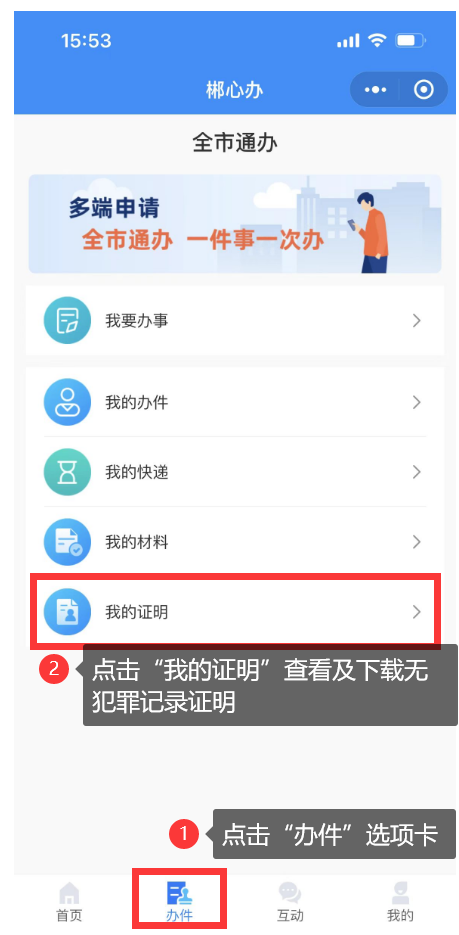 15:53
郴心办
全市通办
多端申请
全市通办 一件事一次办
我要办事
我的办件
我的快递
我的材料
我的证明
2 点击“我的证明”查看及下载无
犯罪记录证明
1 点击“办件”选项卡
首页 办件 互动 我的